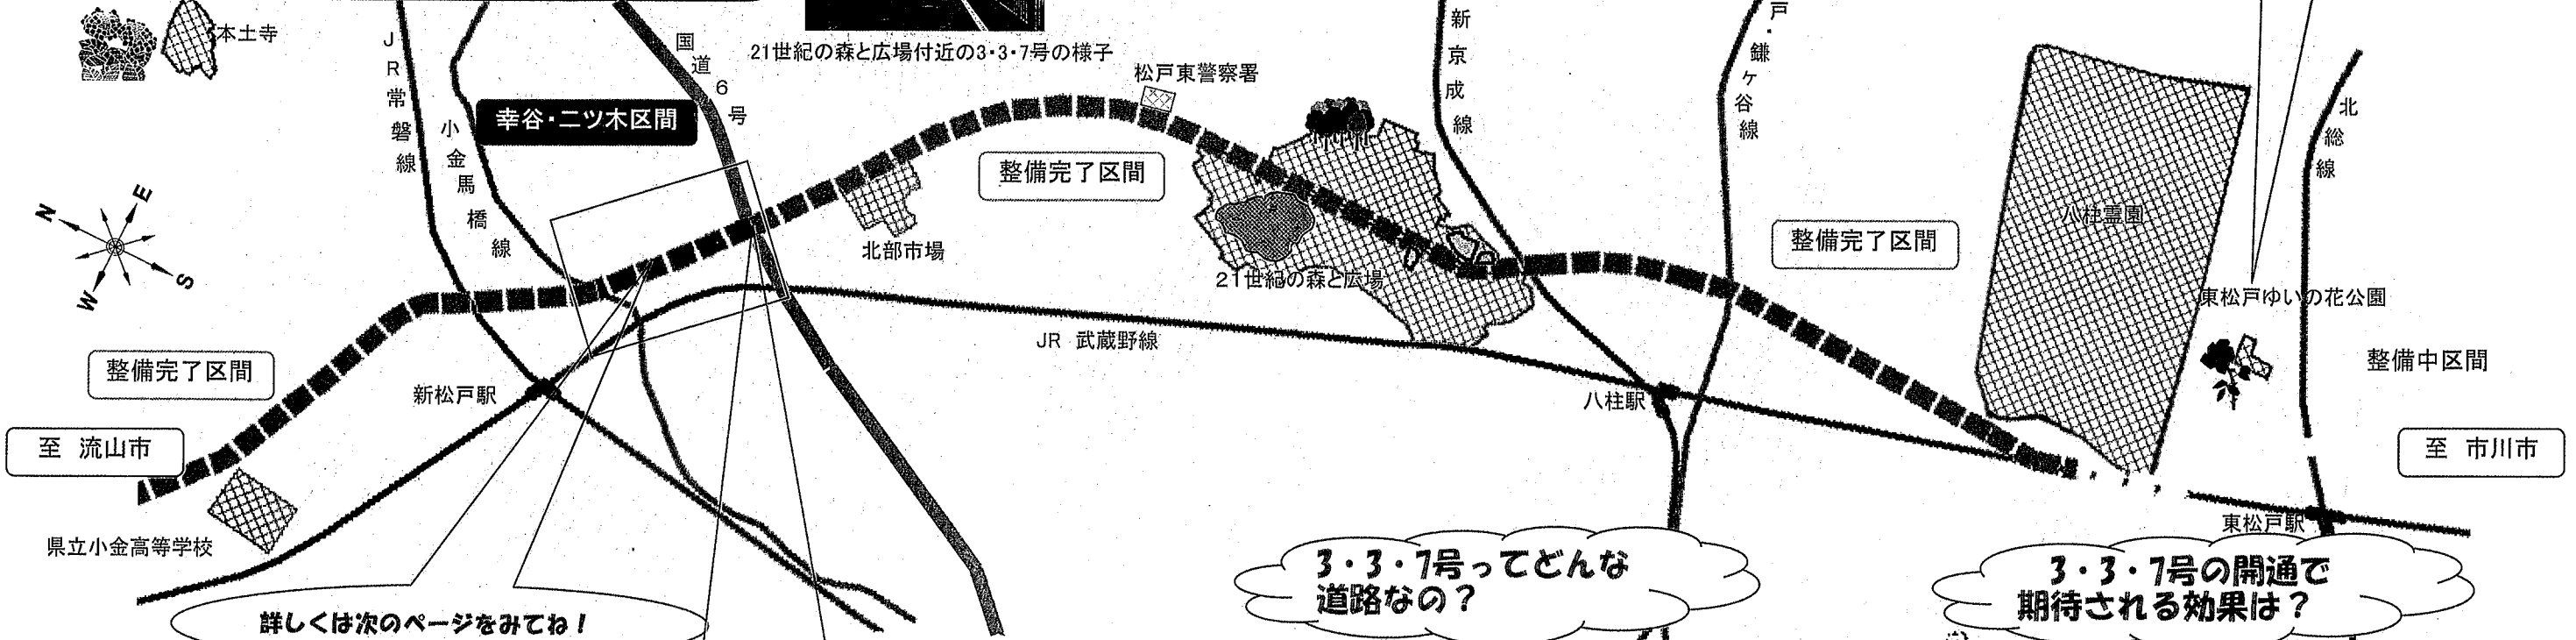 本土寺
JR常磐線
小金馬橋線
国道6号
21世紀の森と広場付近の3・3・7号の様子
松戸東警察署
新京成線
戸・鎌ケ谷線
北総線
幸谷・二ツ木区間
整備完了区間
N
E
W
S
北部市場
21世紀の森と広場
整備完了区間
八柱霊園
東松戸ゆいの花公園
JR 武蔵野線
整備完了区間
新松戸駅
八柱駅
整備中区間
至 流山市
至 市川市
県立小金高等学校
東松戸駅
詳しくは次のページをみてね!
3・3・7号ってどんな
道路なの?
3・3・7号の開通で
期待される効果は?